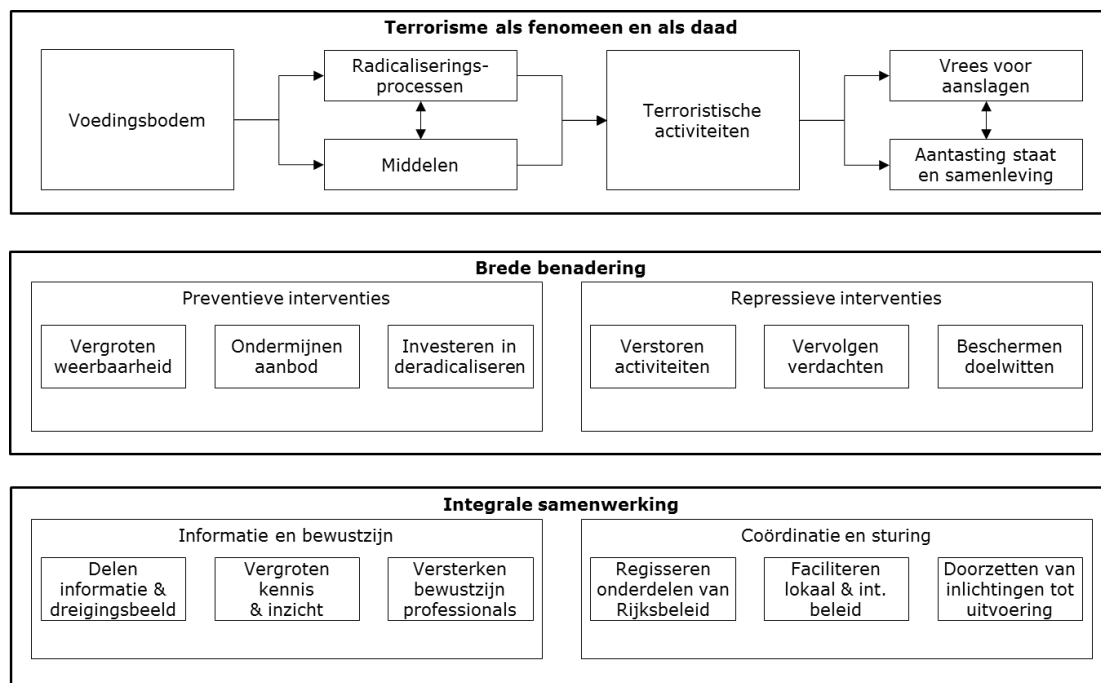 Terrorisme als fenomeen en als daad
Voedingsbodem
Radicaliserings-
processen
Middelen
Terroristische
activiteiten
Vrees voor
aanslagen
Aantasting staat
en samenleving
Brede benadering
Preventieve interventies
Vergroten
weerbaarheid
Ondermijnen
aanbod
Investeren in
deradicaliseren
Repressieve interventies
Verstoren
activiteiten
Vervolgen
verdachten
Beschermen
doelwitten
Integrale samenwerking
Informatie en bewustzijn
Delen
informatie &
dreigingsbeeld
Vergroten
kennis
& inzicht
Versterken
bewustzijn
professionals
Coördinatie en sturing
Regisseren
onderdelen van
Rijksbeleid
Faciliteren
lokaal & int.
beleid
Doorzetten van
inlichtingen tot
uitvoering